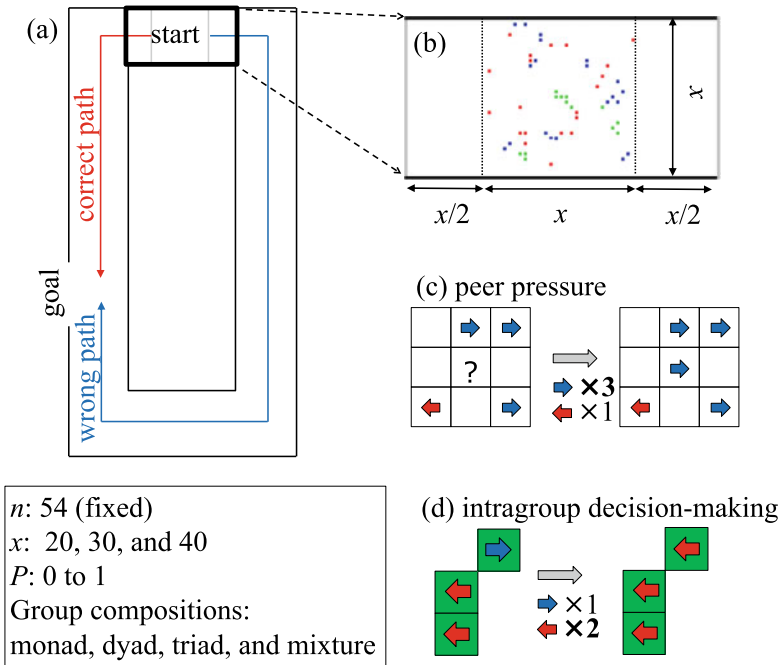 (a)
start
correct path
goal
wrong path
(b)
x
x/2
x
x/2
(c) peer pressure
?
×3
×1
n: 54 (fixed)
x: 20, 30, and 40
P: 0 to 1
Group compositions:
monad, dyad, triad, and mixture
(d) intragroup decision-making
×1
×2